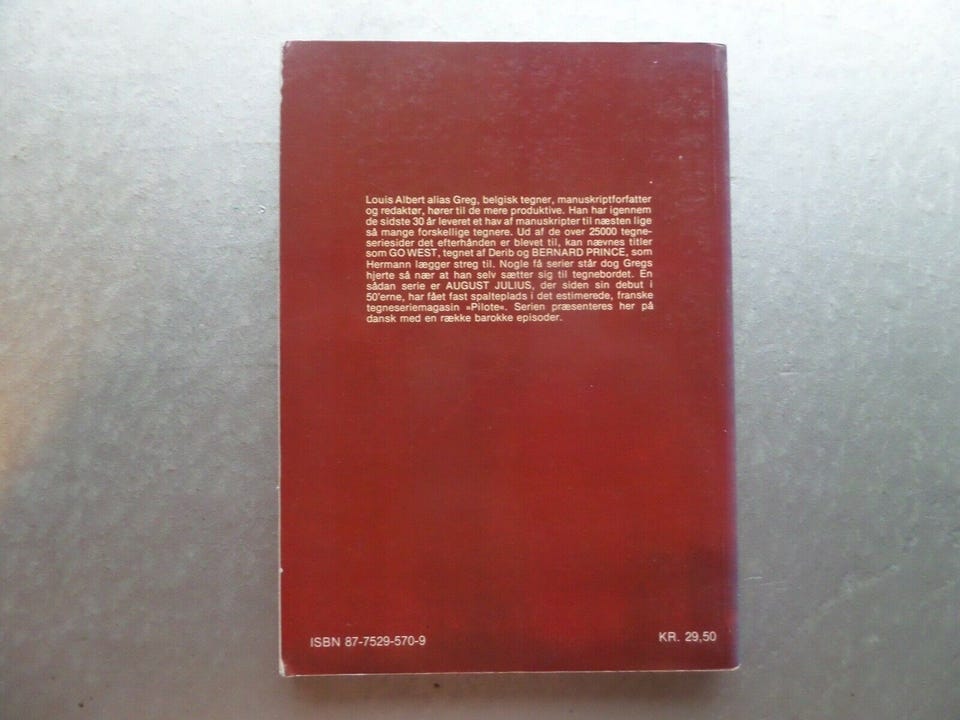 Louis Albert alias Greg, belgisk tegner, manuskriptforfatter
og redaktør, hører til de mere produktive. Han har igennem
de sidste 30 år leveret et hav af manuskripter til næsten lige
så mange forskellige tegnere. Ud af de over 25000 tegne-
seriesider det efterhånden er blevet til, kan nævnes titler
som GO WEST, tegnet af Derib og BERNARD PRINCE, som
Hermann lægger streg til. Nogle få serier står dog Gregs
hjerte så nær at han selv sætter sig til tegnebordet. En
sådan serie er AUGUST JULIUS, der siden sin debut i
50'erne, har fået fast spalteplads i det estimerede, franske
tegneseriemagasin »Pilote«. Serien præsenteres her på
dansk med en række barokke episoder.
ISBN 87-7529-570-9
KR. 29,50